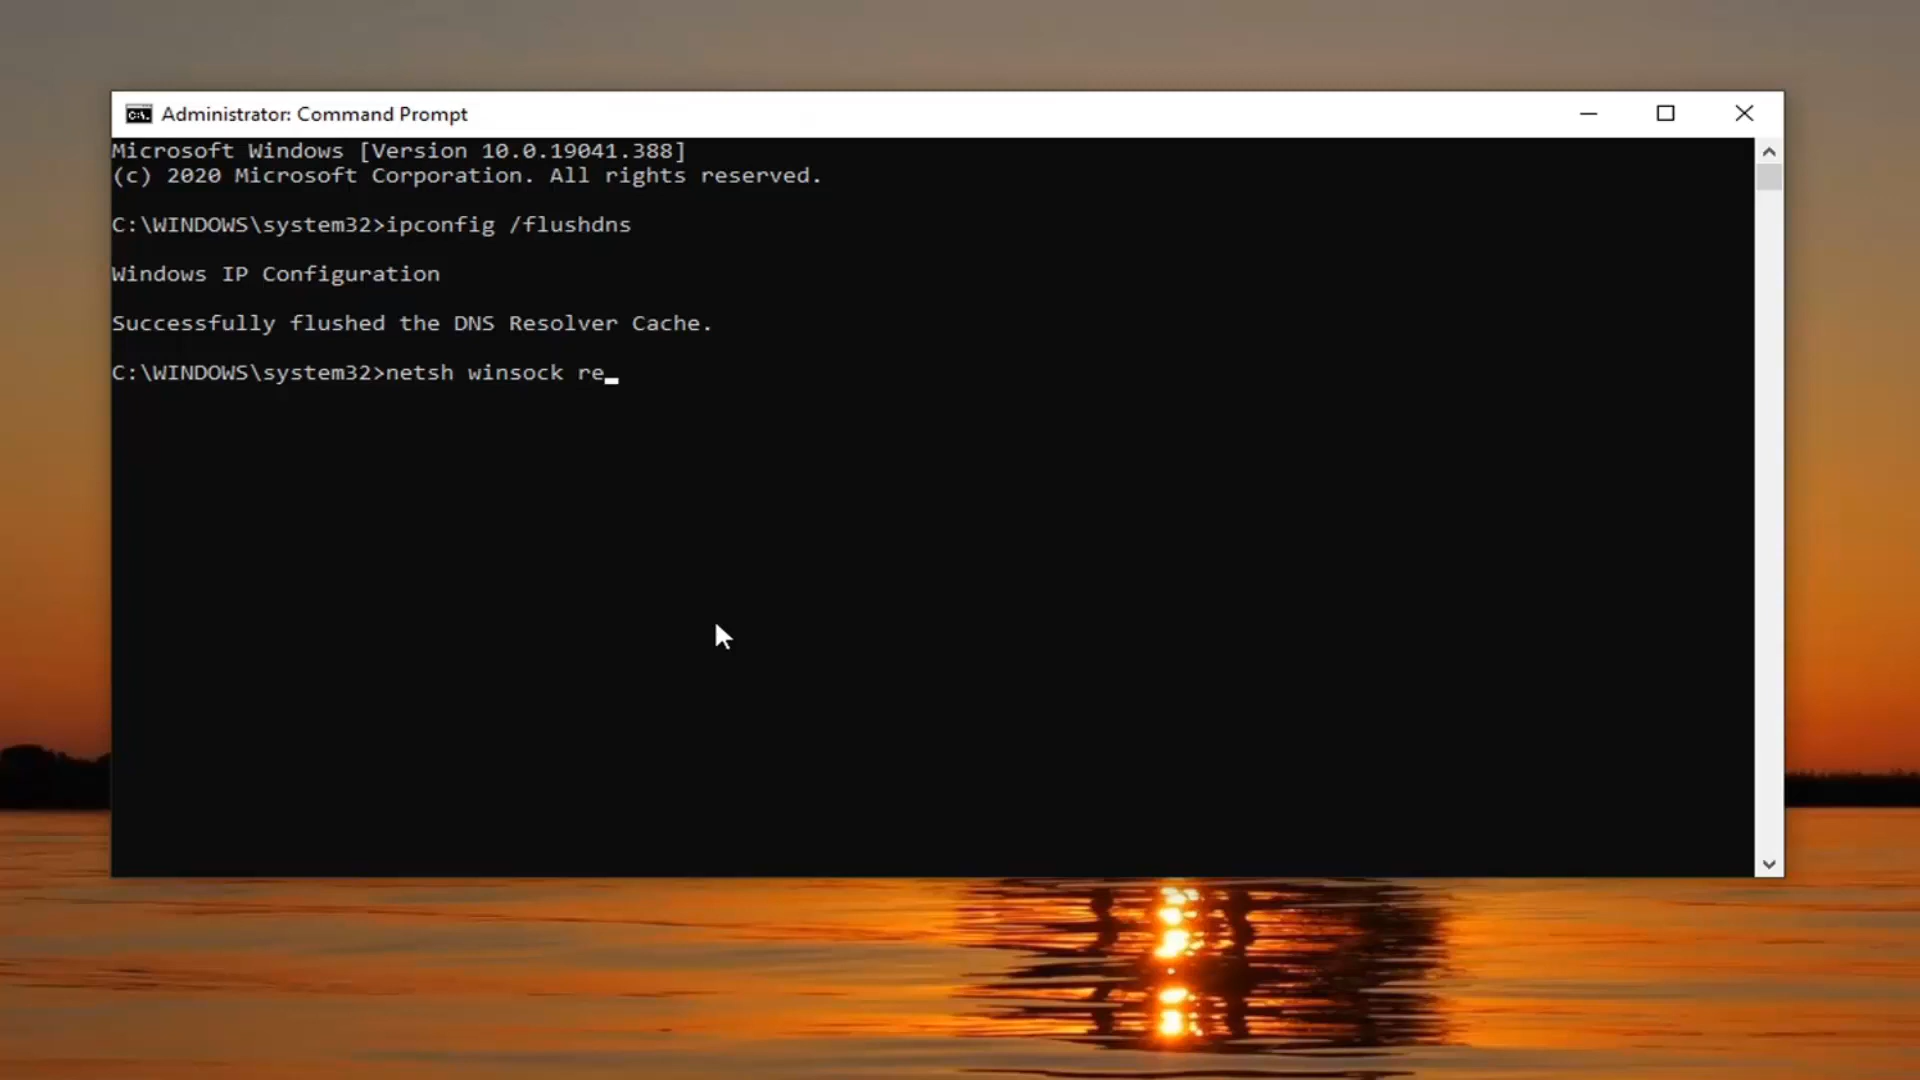 Administrator: Command Prompt
Microsoft Windows [Version 10.0.19041.388]
(c) 2020 Microsoft Corporation. All rights reserved.
C:\WINDOWS\system32>ipconfig /flushdns
Windows IP Configuration
Successfully flushed the DNS Resolver Cache.
C:\WINDOWS\system32>netsh winsock re_